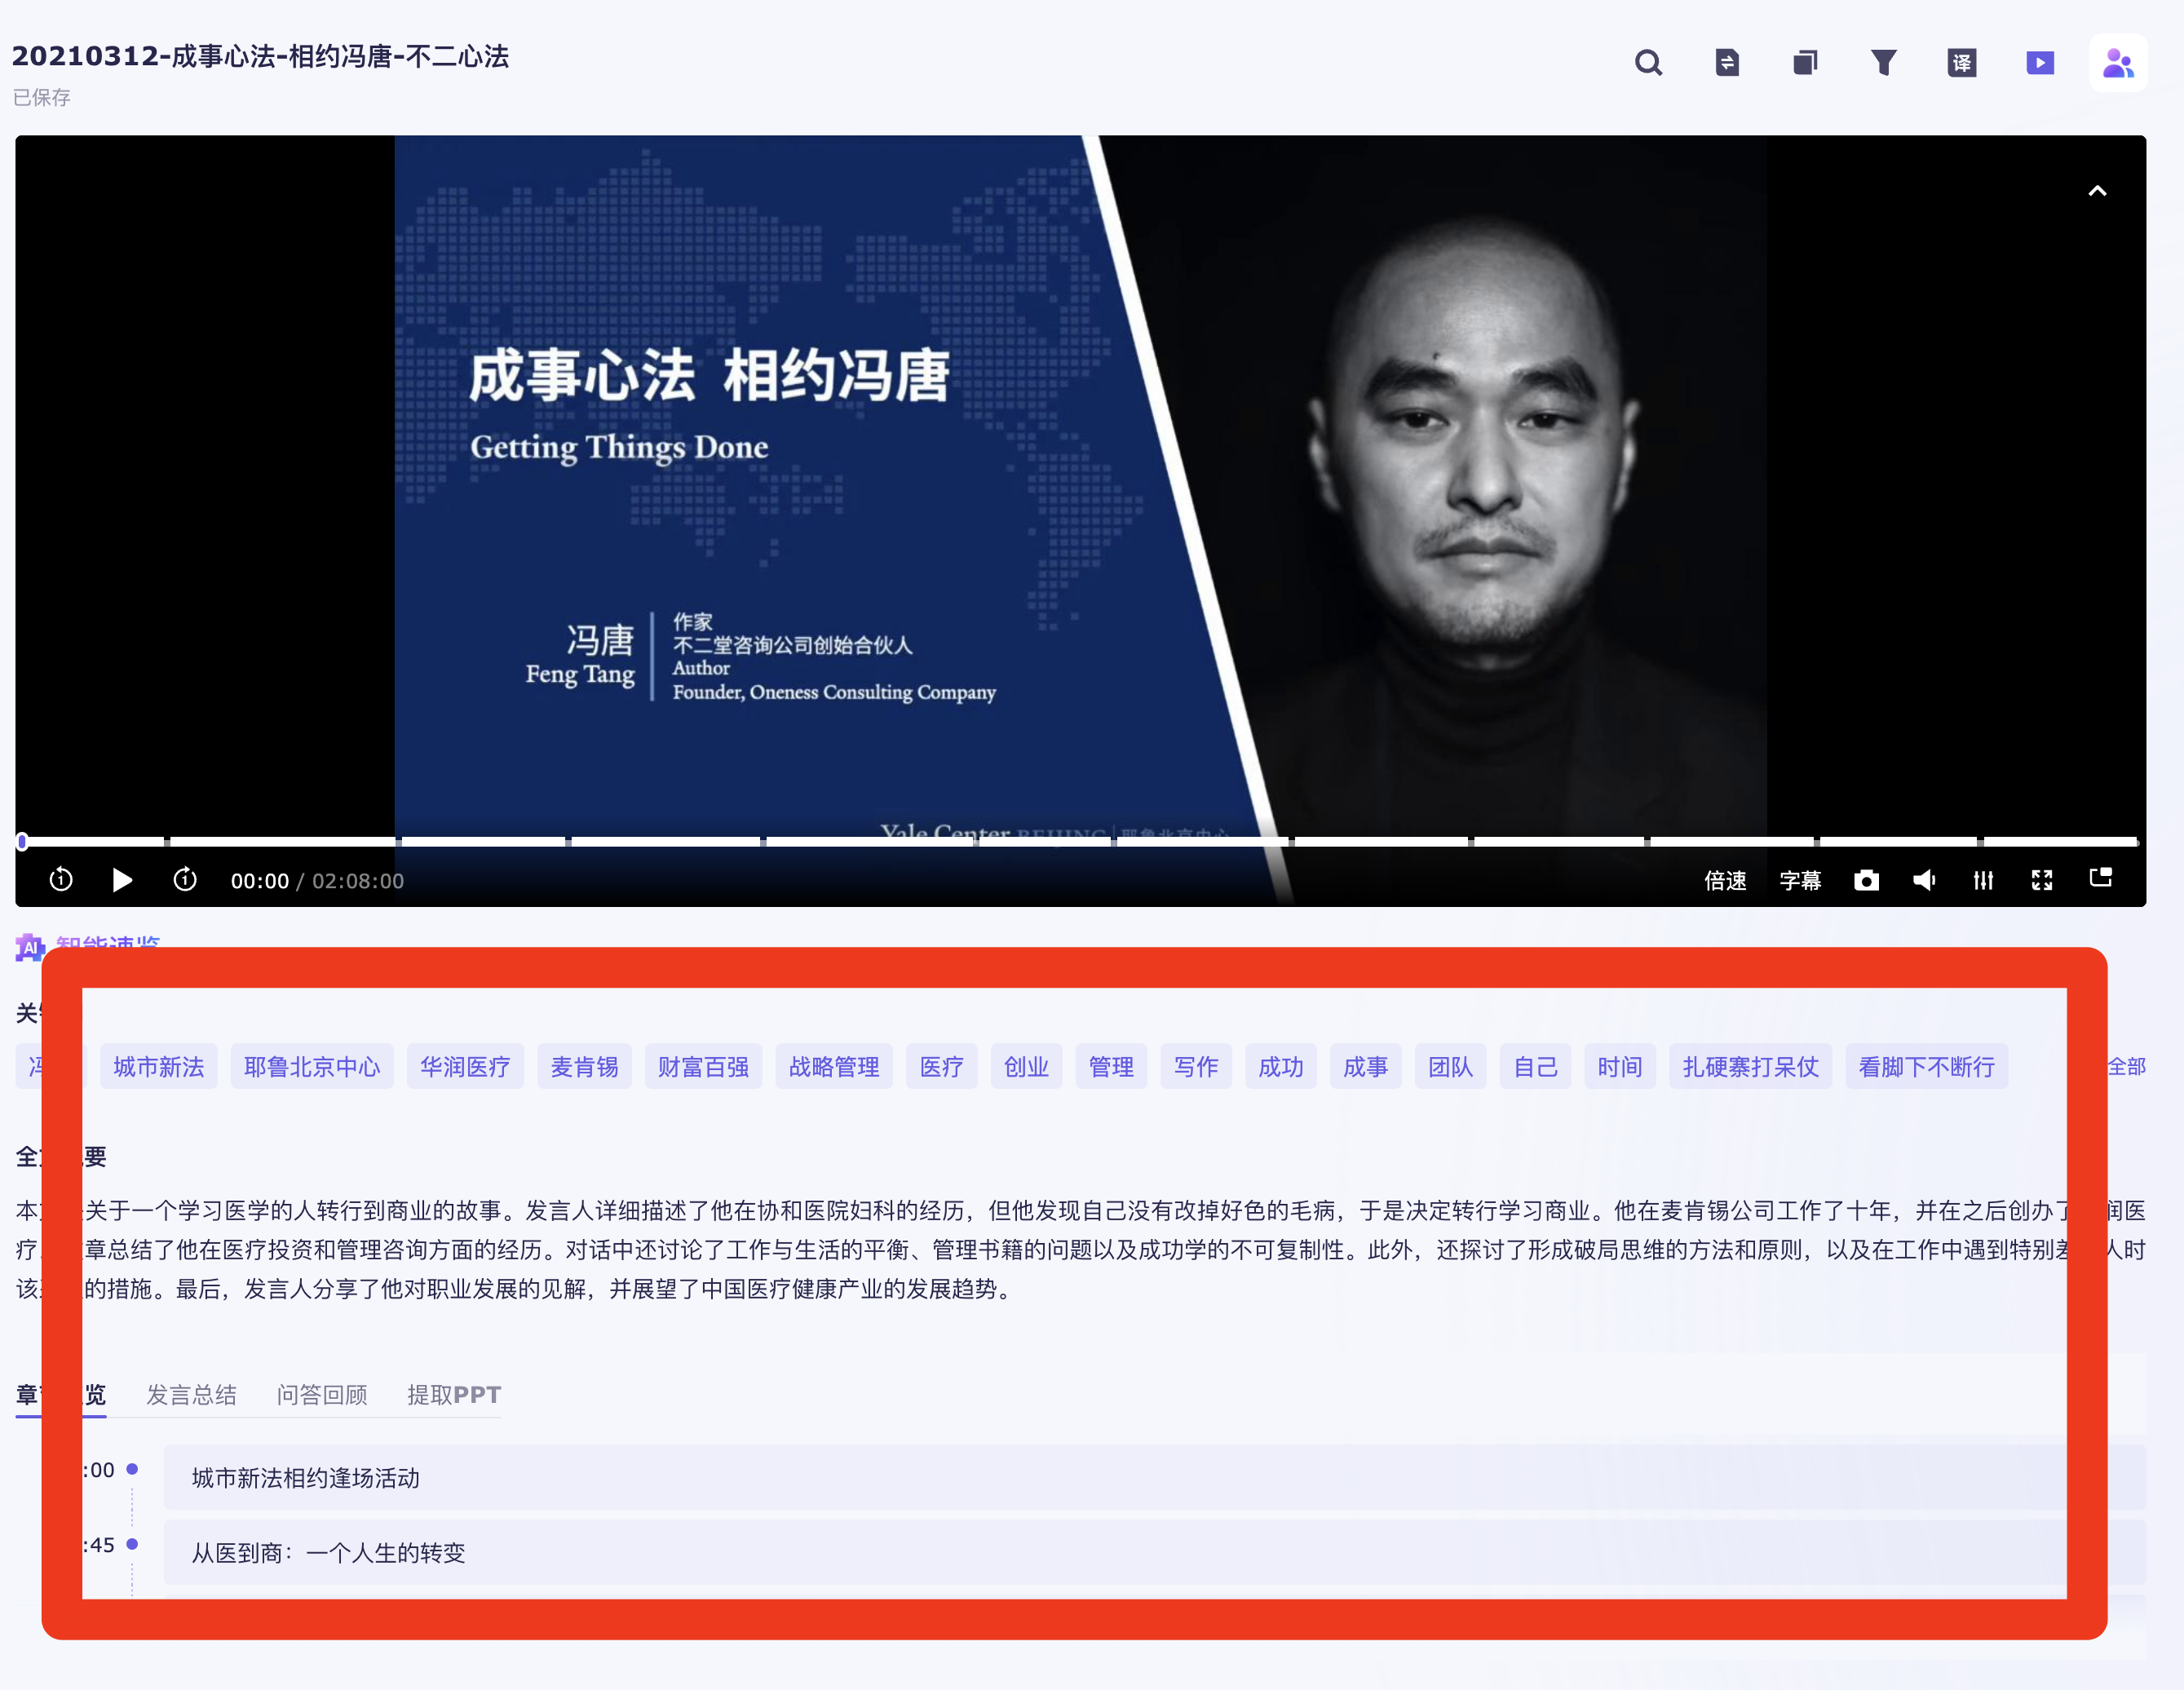 20210312-成事心法-相约冯唐-不二心法
译
已保存
成事心法 相约冯唐
Getting Things Done
冯唐
Feng Tang
作家
不二堂咨询公司创始合伙人
Author
Founder, Oneness Consulting Company
Yale Center BEIJING | 耶鲁北京中心
1 1 00:00 / 02:08:00 倍速 字幕
AI 智能速览
关
冯 城市新法 耶鲁北京中心 华润医疗 麦肯锡 财富百强 战略管理 医疗 创业 管理 写作 成功 成事 团队 自己 时间 扎硬寨打呆仗 看脚下不断行 全部
全 要
本 关于一个学习医学的人转行到商业的故事。发言人详细描述了他在协和医院妇科的经历，但他发现自己没有改掉好色的毛病，于是决定转行学习商业。他在麦肯锡公司工作了十年，并在之后创办了 润医
疗 章总结了他在医疗投资和管理咨询方面的经历。对话中还讨论了工作与生活的平衡、管理书籍的问题以及成功学的不可复制性。此外，还探讨了形成破局思维的方法和原则，以及在工作中遇到特别差 人时
该 的措施。最后，发言人分享了他对职业发展的见解，并展望了中国医疗健康产业的发展趋势。
章 览 发言总结 问答回顾 提取PPT
:00 城市新法相约逢场活动
:45 从医到商：一个人生的转变